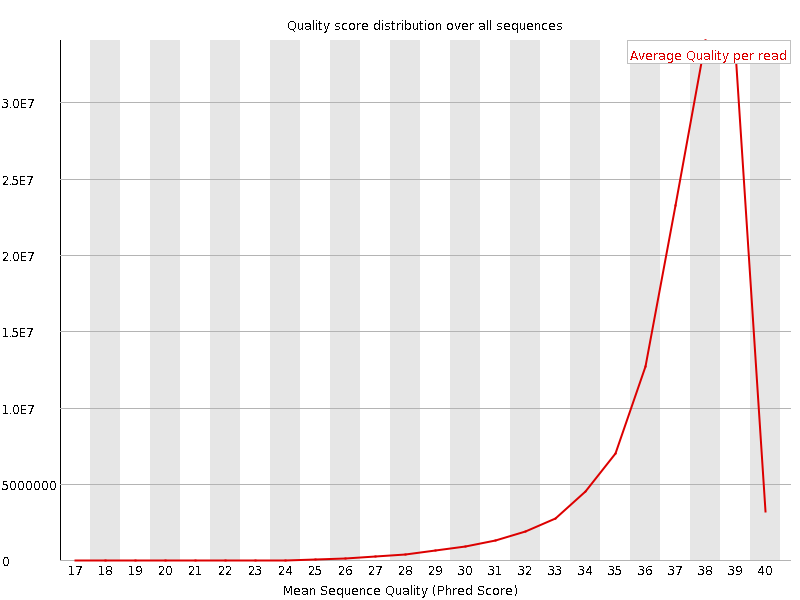 Quality score distribution over all sequences
Average Quality per read
3.0E7
2.5E7
2.0E7
1.5E7
1.0E7
5000000
0
17 18 19 20 21 22 23 24 25 26 27 28 29 30 31 32 33 34 35 36 37 38 39 40
Mean Sequence Quality (Phred Score)